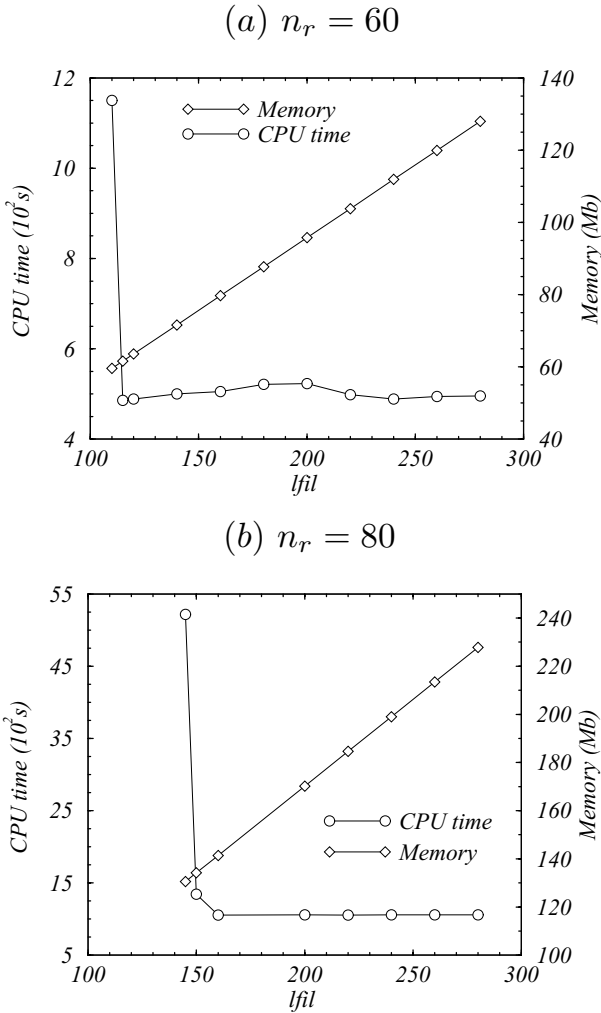 (a) n_r = 60
12
10
8
6
4
CPU time (10^2 s)
Memory
CPU time
140
120
100
80
60
40
Memory (Mb)
100 150 200 250 300
lfil
(b) n_r = 80
55
45
35
25
15
5
CPU time (10^2 s)
CPU time
Memory
240
220
200
180
160
140
120
100
Memory (Mb)
100 150 200 250 300
lfil